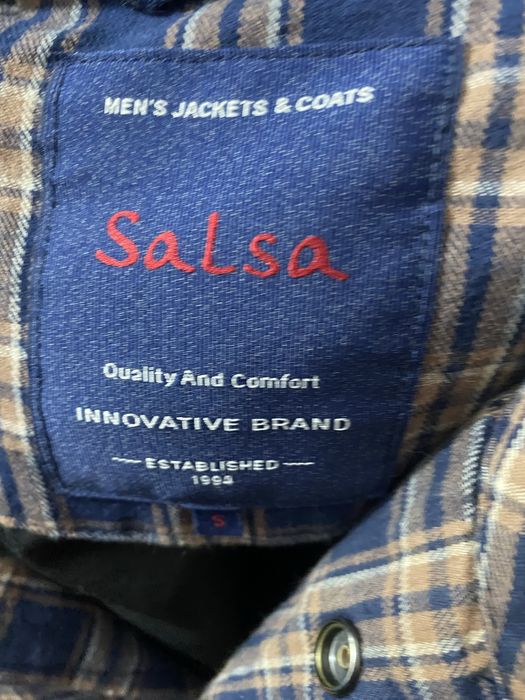 MEN'S JACKETS & COATS
Salsa
Quality And Comfort
INNOVATIVE BRAND
ESTABLISHED
1994
S